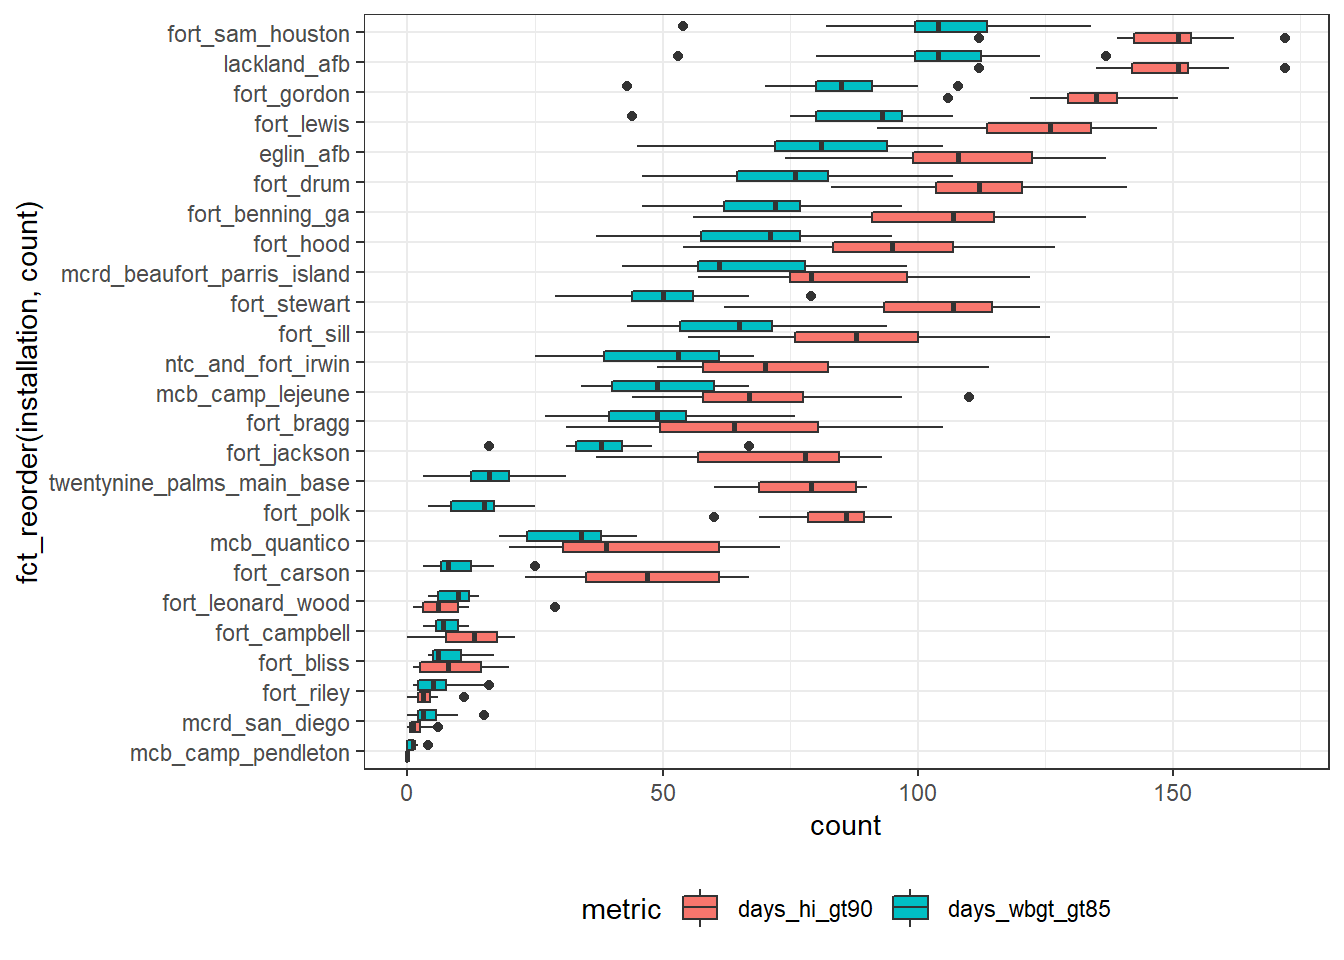 fct_reorder(installation, count)
fort_sam_houston
lackland_afb
fort_gordon
fort_lewis
eglin_afb
fort_drum
fort_benning_ga
fort_hood
mcrd_beaufort_parris_island
fort_stewart
fort_sill
ntc_and_fort_irwin
mcb_camp_lejeune
fort_bragg
fort_jackson
twentynine_palms_main_base
fort_polk
mcb_quantico
fort_carson
fort_leonard_wood
fort_campbell
fort_bliss
fort_riley
mcrd_san_diego
mcb_camp_pendleton
0 50 100 150
count
metric days_hi_gt90 days_wbgt_gt85